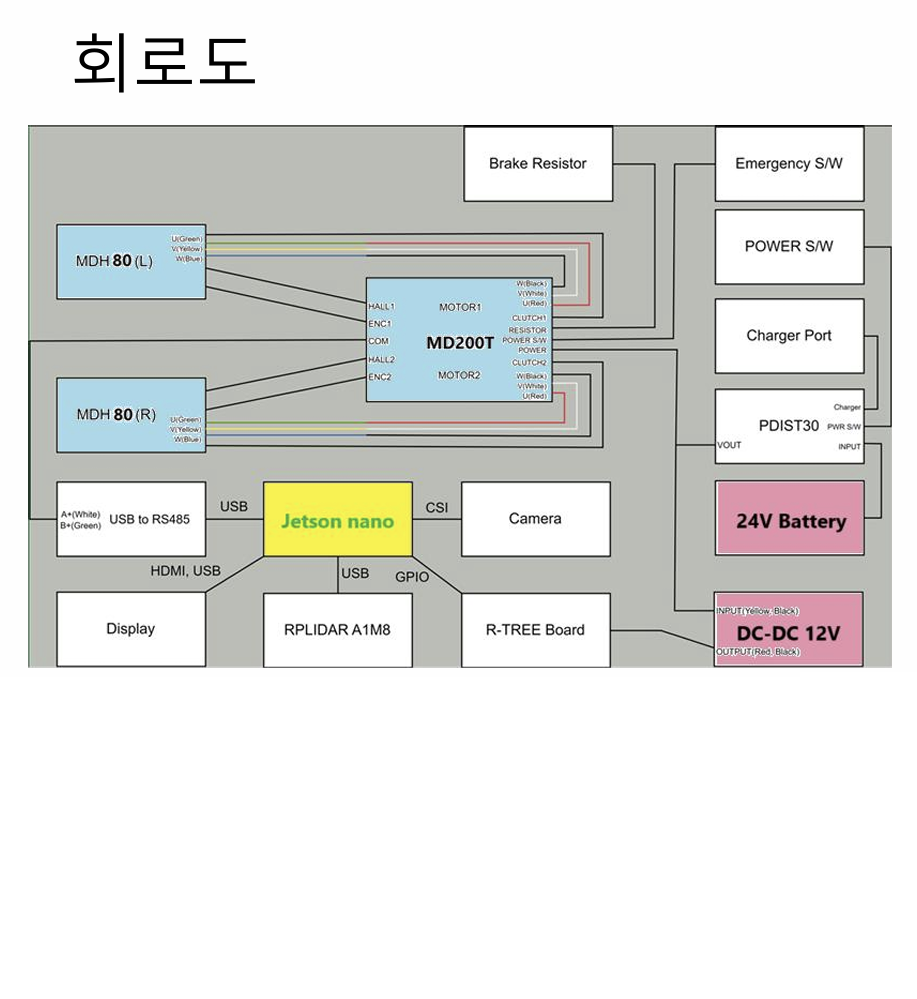 회로도
Brake Resistor
Emergency S/W
POWER S/W
MDH 80 (L)
U(Green)
V(Yellow)
W(Blue)
HALL1
ENC1
COM
HALL2
ENC2
MOTOR1
MD200T
MOTOR2
W(Black)
V(White)
U(Red)
CLUTCH1
RESISTOR
POWER S/W
POWER
CLUTCH2
W(Black)
V(White)
U(Red)
Charger Port
MDH 80 (R)
U(Green)
V(Yellow)
W(Blue)
PDIST30
Charger
PWR S/W
INPUT
VOUT
A+(White)
B+(Green)
USB to RS485
USB
Jetson nano
CSI
Camera
24V Battery
HDMI, USB
USB
GPIO
Display
RPLIDAR A1M8
R-TREE Board
INPUT(Yellow, Black)
DC-DC 12V
OUTPUT(Red, Black)